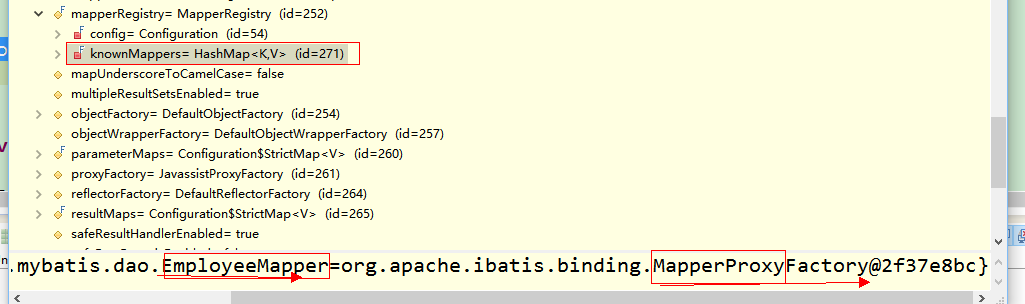 mapperRegistry= MapperRegistry (id=252)
config= Configuration (id=54)
knownMappers= HashMap<K,V> (id=271)
mapUnderscoreToCamelCase= false
multipleResultSetsEnabled= true
objectFactory= DefaultObjectFactory (id=254)
objectWrapperFactory= DefaultObjectWrapperFactory (id=257)
parameterMaps= Configuration$StrictMap<V> (id=260)
proxyFactory= JavassistProxyFactory (id=261)
reflectorFactory= DefaultReflectorFactory (id=264)
resultMaps= Configuration$StrictMap<V> (id=265)
safeResultHandlerEnabled= true
.mybatis.dao.EmployeeMapper=org.apache.ibatis.binding.MapperProxyFactory@2f37e8bc}